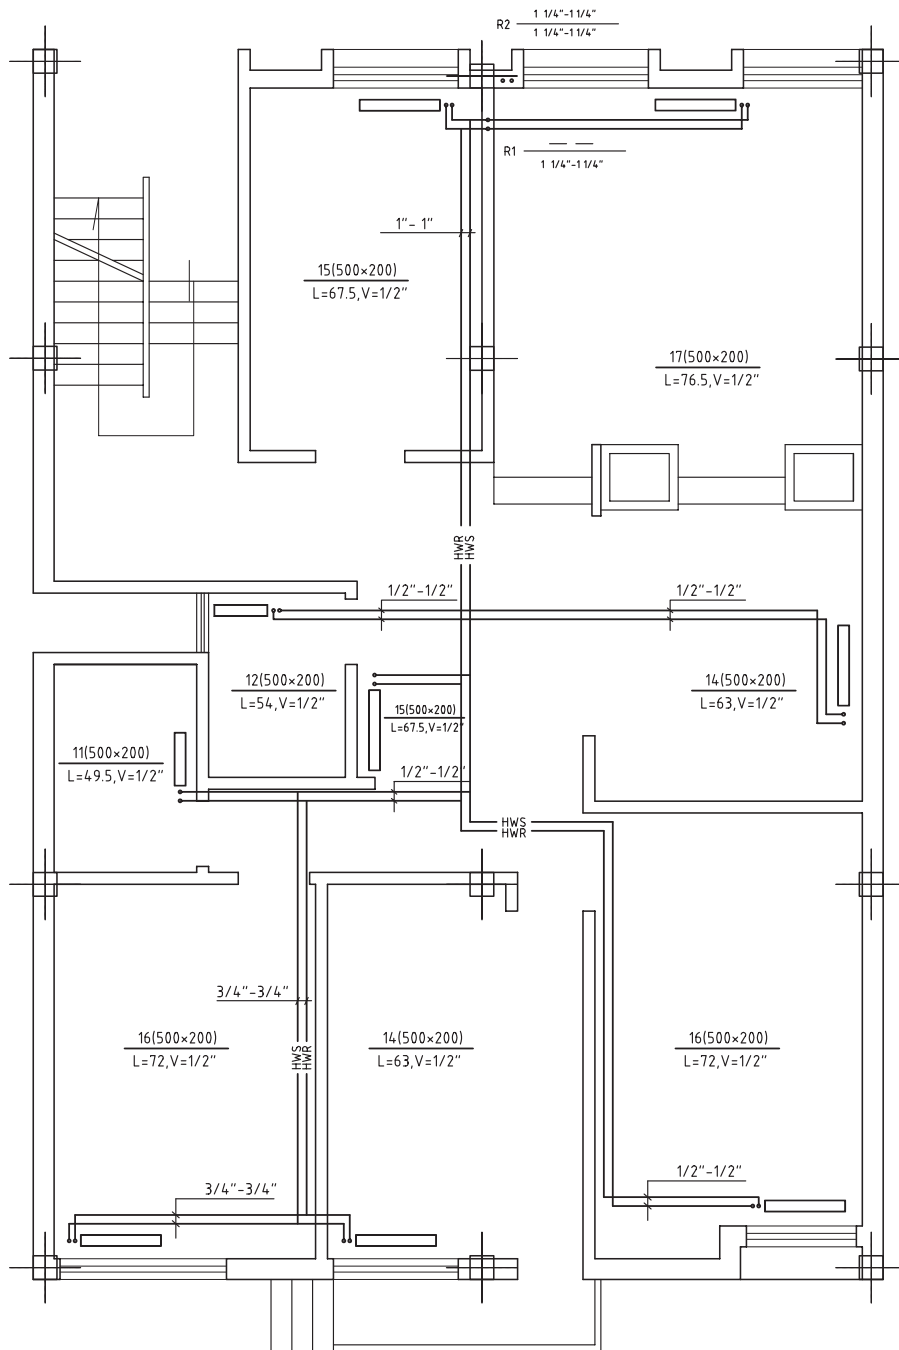 1 1/4"-1 1/4"
R2
1 1/4"-1 1/4"
R1
1 1/4"-1 1/4"
1"-1"
15(500×200)
L=67.5,V=1/2"
17(500×200)
L=76.5,V=1/2"
HWR
HWS
1/2"-1/2"
1/2"-1/2"
12(500×200)
L=54,V=1/2"
14(500×200)
L=63,V=1/2"
15(500×200)
L=67.5,V=1/2"
11(500×200)
L=49.5,V=1/2"
1/2"-1/2"
HWS
HWR
3/4"-3/4"
16(500×200)
L=72,V=1/2"
HWS
HWR
14(500×200)
L=63,V=1/2"
16(500×200)
L=72,V=1/2"
1/2"-1/2"
3/4"-3/4"